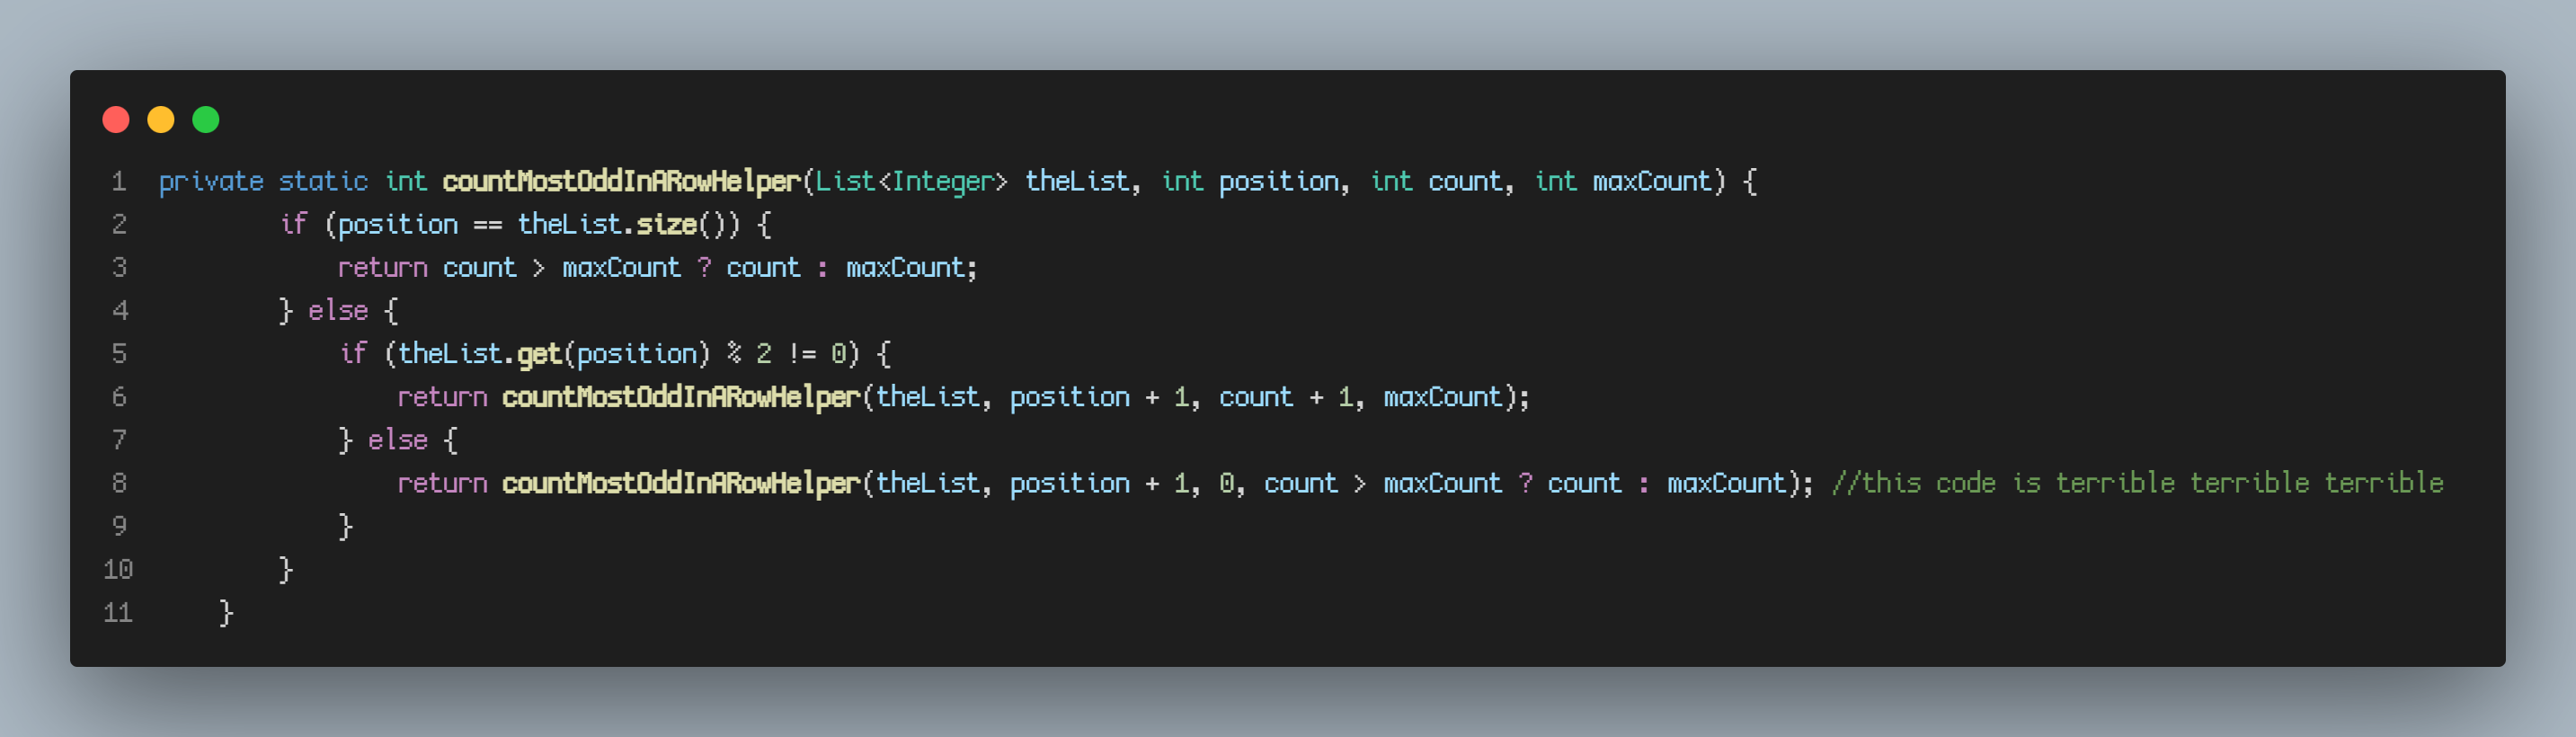 1 private static int countMostOddInARowHelper(List<Integer> theList, int position, int count, int maxCount) {
2 if (position == theList.size()) {
3 return count > maxCount ? count : maxCount;
4 } else {
5 if (theList.get(position) % 2 != 0) {
6 return countMostOddInARowHelper(theList, position + 1, count + 1, maxCount);
7 } else {
8 return countMostOddInARowHelper(theList, position + 1, 0, count > maxCount ? count : maxCount); //this code is terrible terrible terrible
9 }
10 }
11 }